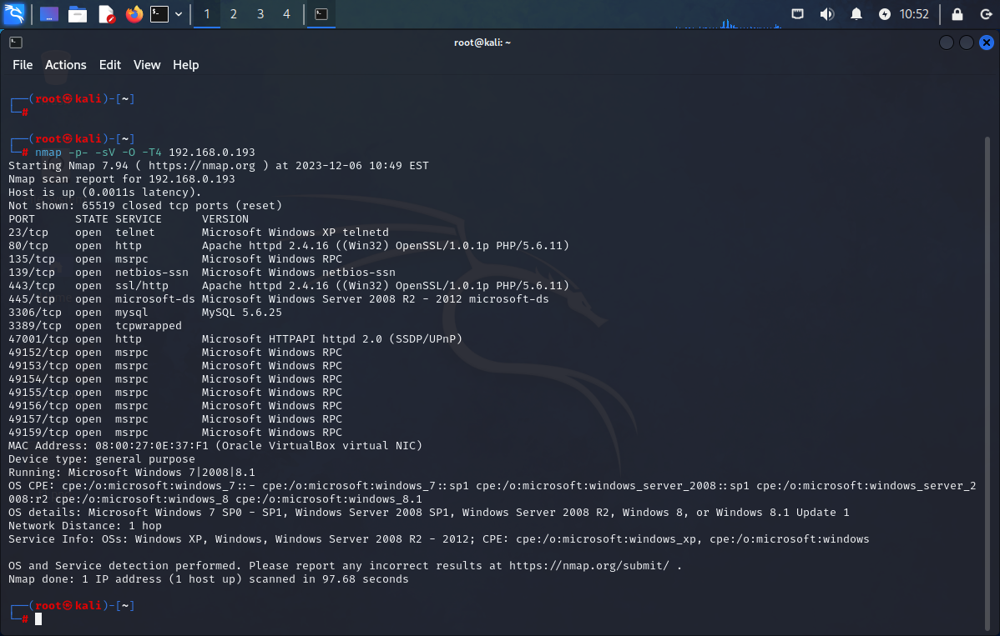 1 2 3 4 10:52
root@kali: ~
File Actions Edit View Help
┌──(root㉿kali)-[~]
└─#
┌──(root㉿kali)-[~]
└─# nmap -p- -sV -O -T4 192.168.0.193
Starting Nmap 7.94 ( https://nmap.org ) at 2023-12-06 10:49 EST
Nmap scan report for 192.168.0.193
Host is up (0.0011s latency).
Not shown: 65519 closed tcp ports (reset)
PORT STATE SERVICE VERSION
23/tcp open telnet Microsoft Windows XP telnetd
80/tcp open http Apache httpd 2.4.16 ((Win32) OpenSSL/1.0.1p PHP/5.6.11)
135/tcp open msrpc Microsoft Windows RPC
139/tcp open netbios-ssn Microsoft Windows netbios-ssn
443/tcp open ssl/http Apache httpd 2.4.16 ((Win32) OpenSSL/1.0.1p PHP/5.6.11)
445/tcp open microsoft-ds Microsoft Windows Server 2008 R2 - 2012 microsoft-ds
3306/tcp open mysql MySQL 5.6.25
3389/tcp open tcpwrapped
47001/tcp open http Microsoft HTTPAPI httpd 2.0 (SSDP/UPnP)
49152/tcp open msrpc Microsoft Windows RPC
49153/tcp open msrpc Microsoft Windows RPC
49154/tcp open msrpc Microsoft Windows RPC
49155/tcp open msrpc Microsoft Windows RPC
49156/tcp open msrpc Microsoft Windows RPC
49157/tcp open msrpc Microsoft Windows RPC
49159/tcp open msrpc Microsoft Windows RPC
MAC Address: 08:00:27:0E:37:F1 (Oracle VirtualBox virtual NIC)
Device type: general purpose
Running: Microsoft Windows 7|2008|8.1
OS CPE: cpe:/o:microsoft:windows_7::- cpe:/o:microsoft:windows_7::sp1 cpe:/o:microsoft:windows_server_2008::sp1 cpe:/o:microsoft:windows_server_2
008:r2 cpe:/o:microsoft:windows_8 cpe:/o:microsoft:windows_8.1
OS details: Microsoft Windows 7 SP0 - SP1, Windows Server 2008 SP1, Windows Server 2008 R2, Windows 8, or Windows 8.1 Update 1
Network Distance: 1 hop
Service Info: OSs: Windows XP, Windows, Windows Server 2008 R2 - 2012; CPE: cpe:/o:microsoft:windows_xp, cpe:/o:microsoft:windows
OS and Service detection performed. Please report any incorrect results at https://nmap.org/submit/ .
Nmap done: 1 IP address (1 host up) scanned in 97.68 seconds
┌──(root㉿kali)-[~]
└─#